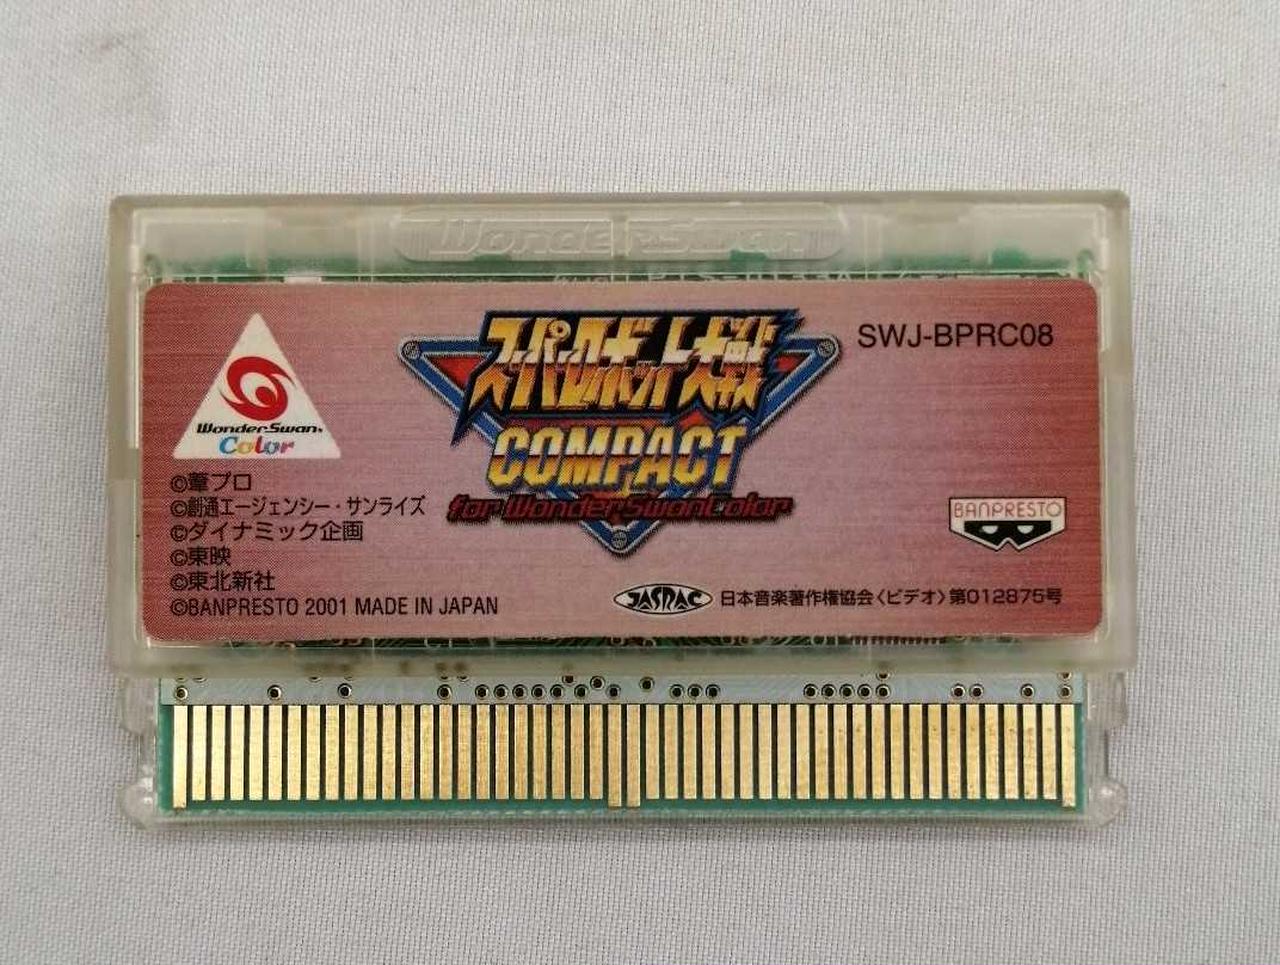 WonderSwan
スーパーロボット大戦
COMPACT
for WonderSwanColor
SWJ-BPRC08
WonderSwan
Color
©葦プロ
©創通エージェンシー・サンライズ
©ダイナミック企画
©東映
©東北新社
©BANPRESTO 2001 MADE IN JAPAN
BANPRESTO
JASRAC 日本音楽著作権協会〈ビデオ〉第012875号